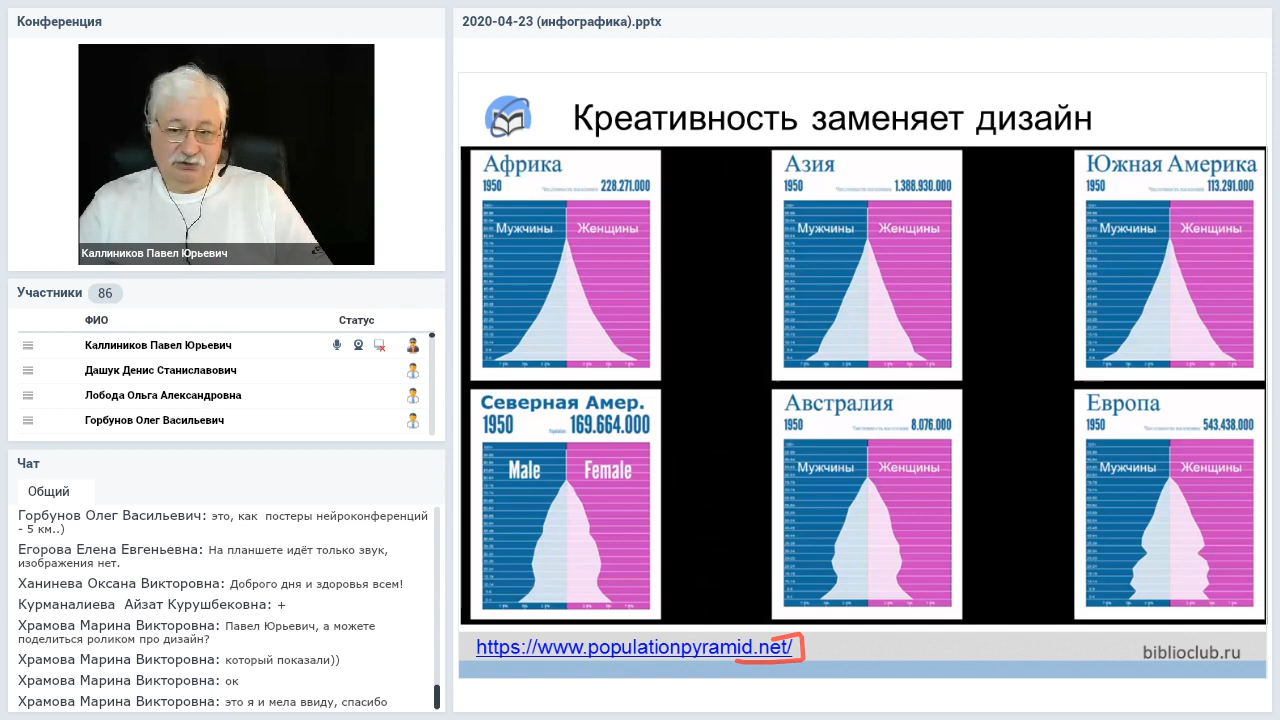 Конференция
Каллиников Павел Юрьевич
Участники 86
ФИО Статус
Каллиников Павел Юрьевич
Давук Денис Станиславович
Лобода Ольга Александровна
Горбунов Олег Васильевич
Чат
Общий
Горбунов Олег Васильевич: это, как постеры на
- 5 км.)
Егорова Елена Евгеньевна: На планшете идёт только звук,
изображения нет.
Халинова Оксана Викторовна: Доброго дня и здоровья всем!
Курманалиева Айзат Курушбековна: +
Храмова Марина Викторовна: Павел Юрьевич, а можете
поделиться роликом про дизайн?
Храмова Марина Викторовна: который показали))
Храмова Марина Викторовна: ок
Храмова Марина Викторовна: это я и мела ввиду, спасибо
2020-04-23 (инфографика).pptx
Креативность заменяет дизайн
Африка
1950 228.271.000
Мужчины Женщины
Азия
1950 1.388.930.000
Мужчины Женщины
Южная Америка
1950 113.291.000
Мужчины Женщины
Северная Амер.
1950 169.664.000
Male Female
Австралия
1950 8.076.000
Мужчины Женщины
Европа
1950 543.438.000
Мужчины Женщины
https://www.populationpyramid.net/
biblioclub.ru